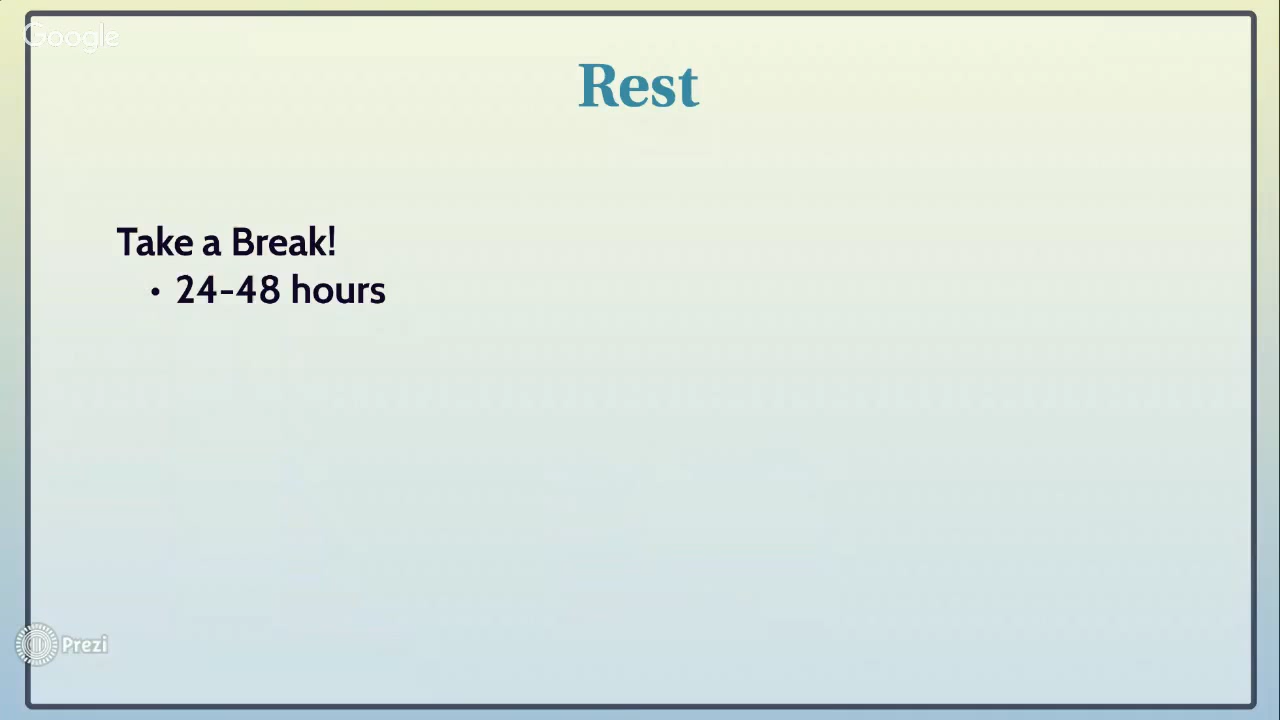 Google
Rest
Take a Break!
• 24-48 hours
Prezi